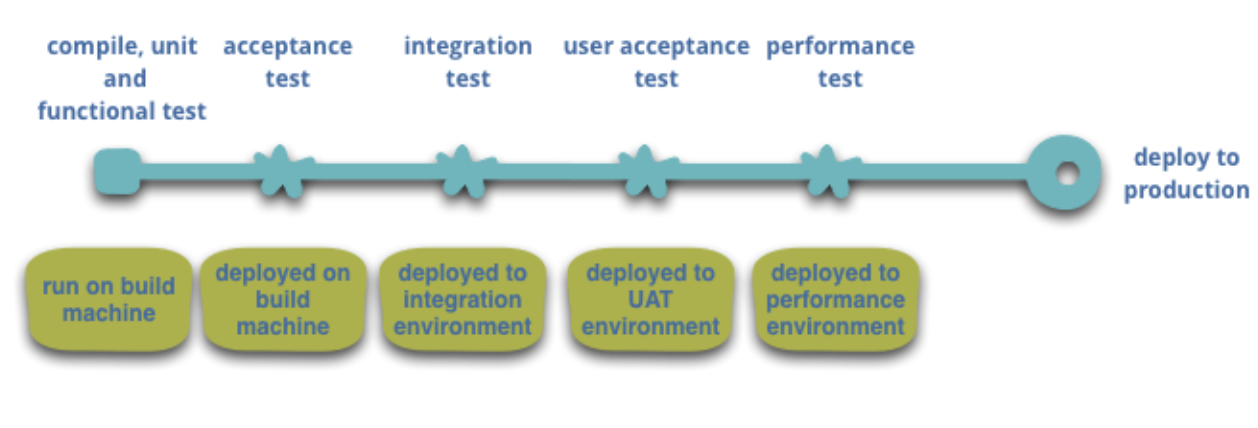 compile, unit
and
functional test
acceptance
test
integration
test
user acceptance
test
performance
test
deploy to
production
run on build
machine
deployed on
build
machine
deployed to
integration
environment
deployed to
UAT
environment
deployed to
performance
environment